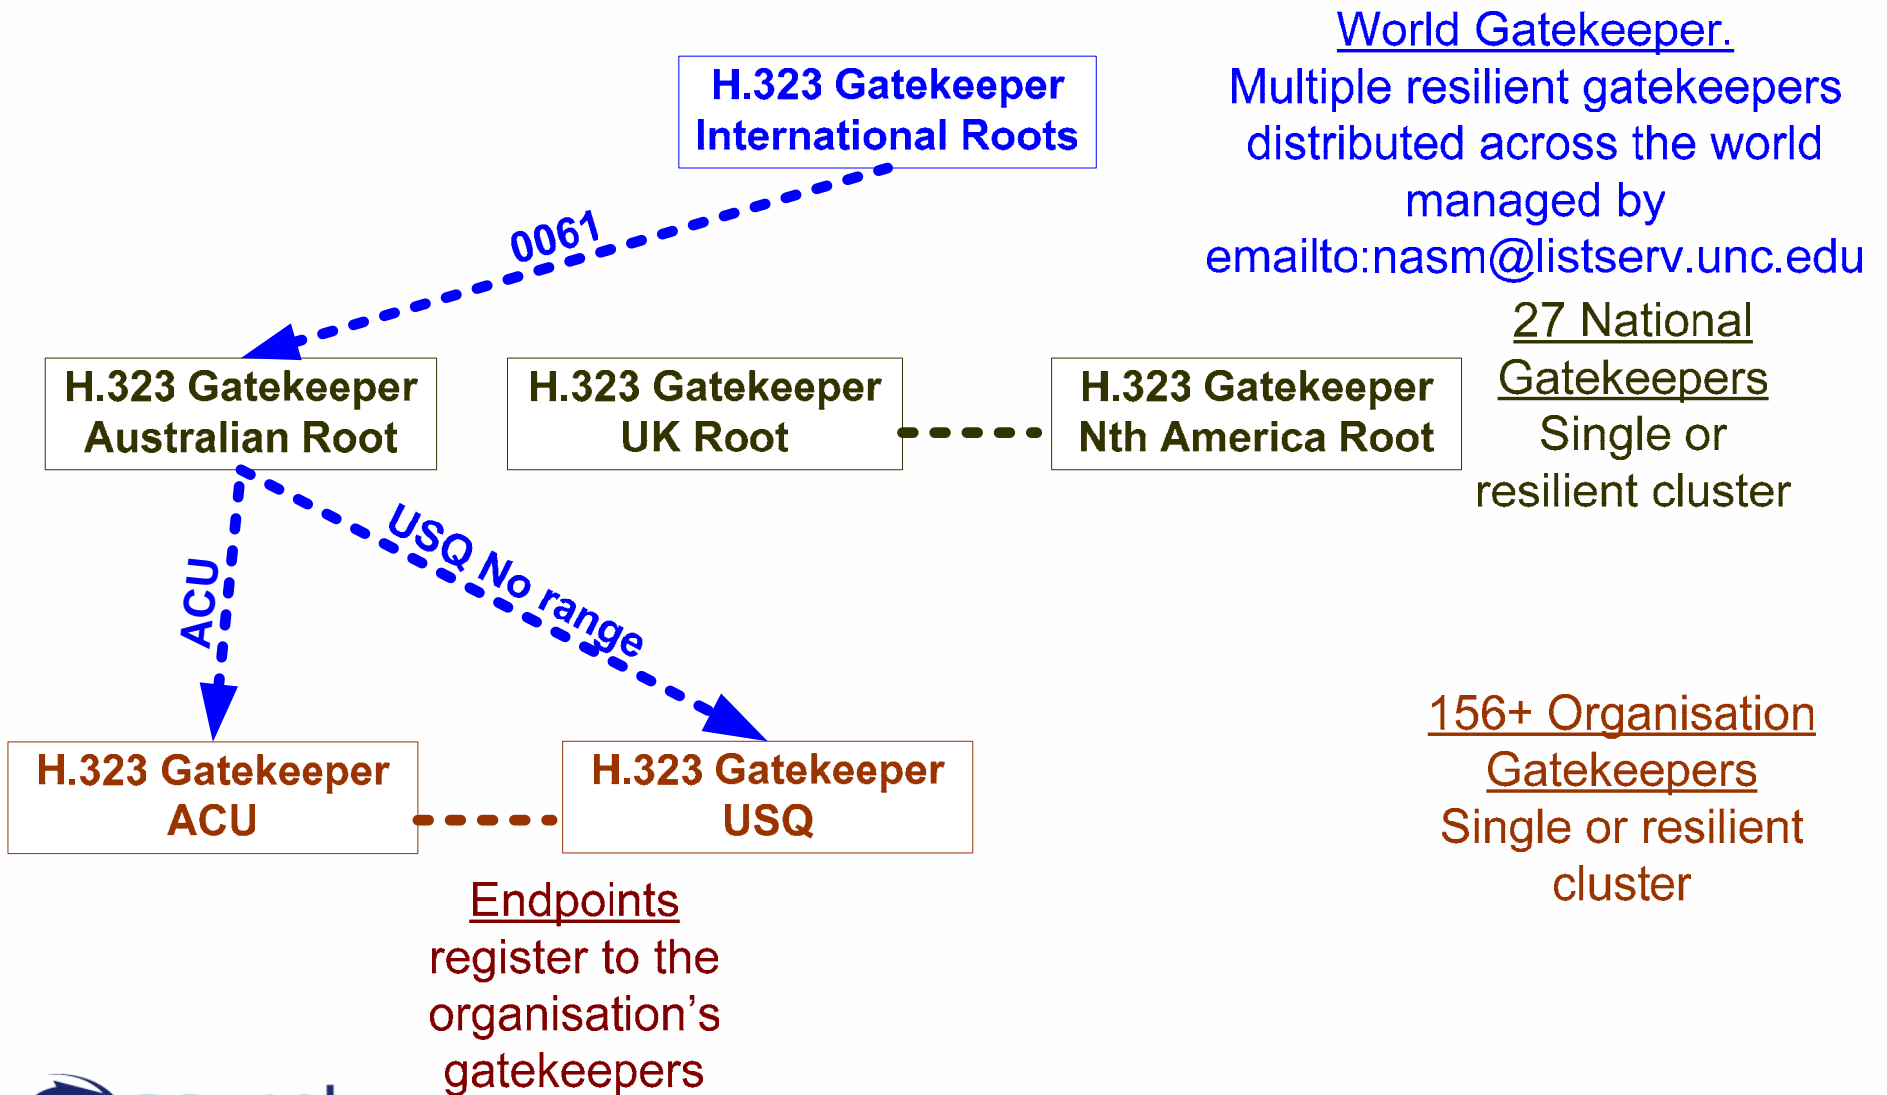 World Gatekeeper.
Multiple resilient gatekeepers
distributed across the world
managed by
emailto:nasm@listserv.unc.edu
H.323 Gatekeeper
International Roots
0061
H.323 Gatekeeper
Australian Root
H.323 Gatekeeper
UK Root
H.323 Gatekeeper
Nth America Root
27 National
Gatekeepers
Single or
resilient cluster
ACU
USQ No range
H.323 Gatekeeper
ACU
H.323 Gatekeeper
USQ
156+ Organisation
Gatekeepers
Single or resilient
cluster
Endpoints
register to the
organisation's
gatekeepers